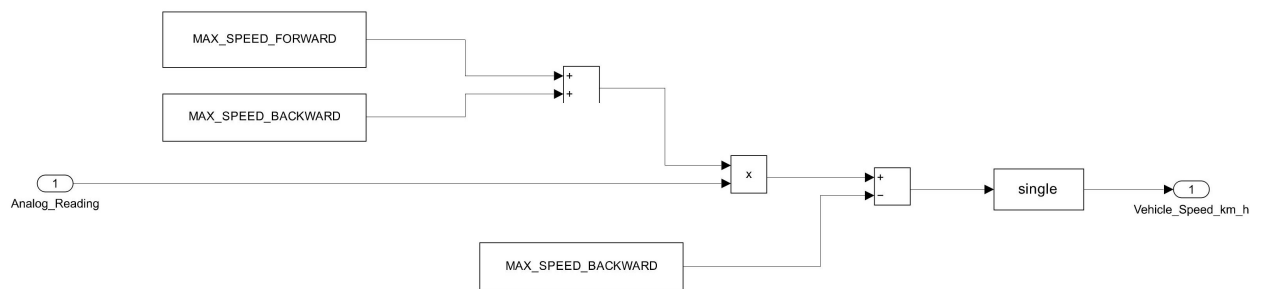 MAX_SPEED_FORWARD
+
+
MAX_SPEED_BACKWARD
x
+
−
single
1
Analog_Reading
1
Vehicle_Speed_km_h
MAX_SPEED_BACKWARD